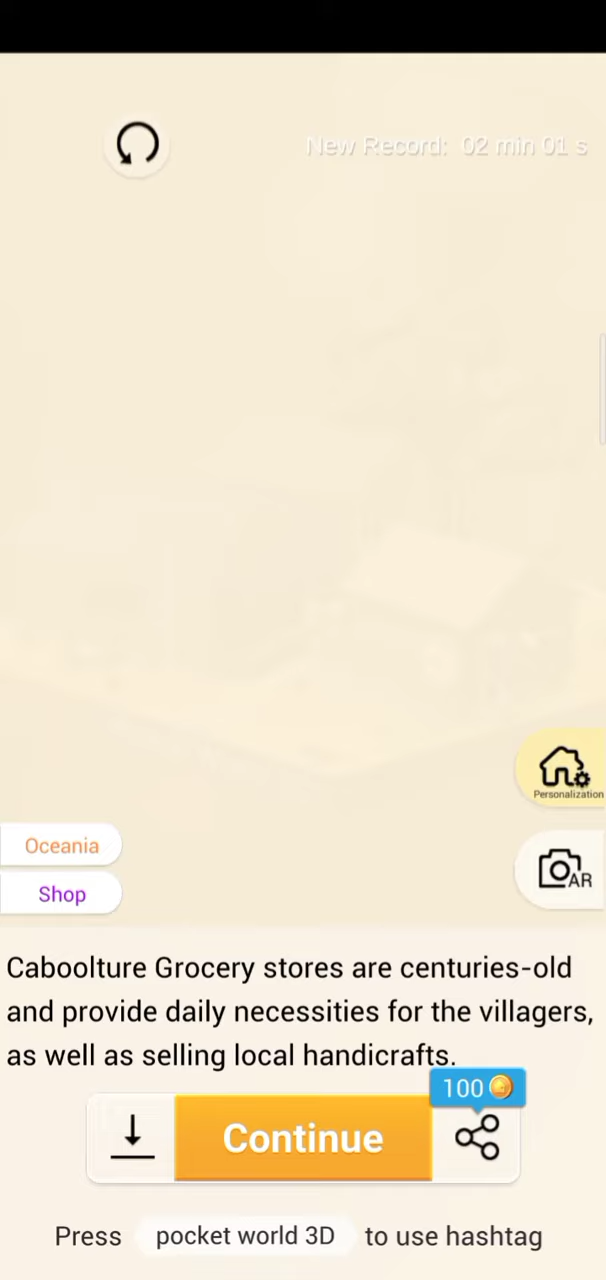 New Record: 02 min 01 s
Personalization
AR
Oceania
Shop
Caboolture Grocery stores are centuries-old
and provide daily necessities for the villagers,
as well as selling local handicrafts.
100
Continue
Press pocket world 3D to use hashtag